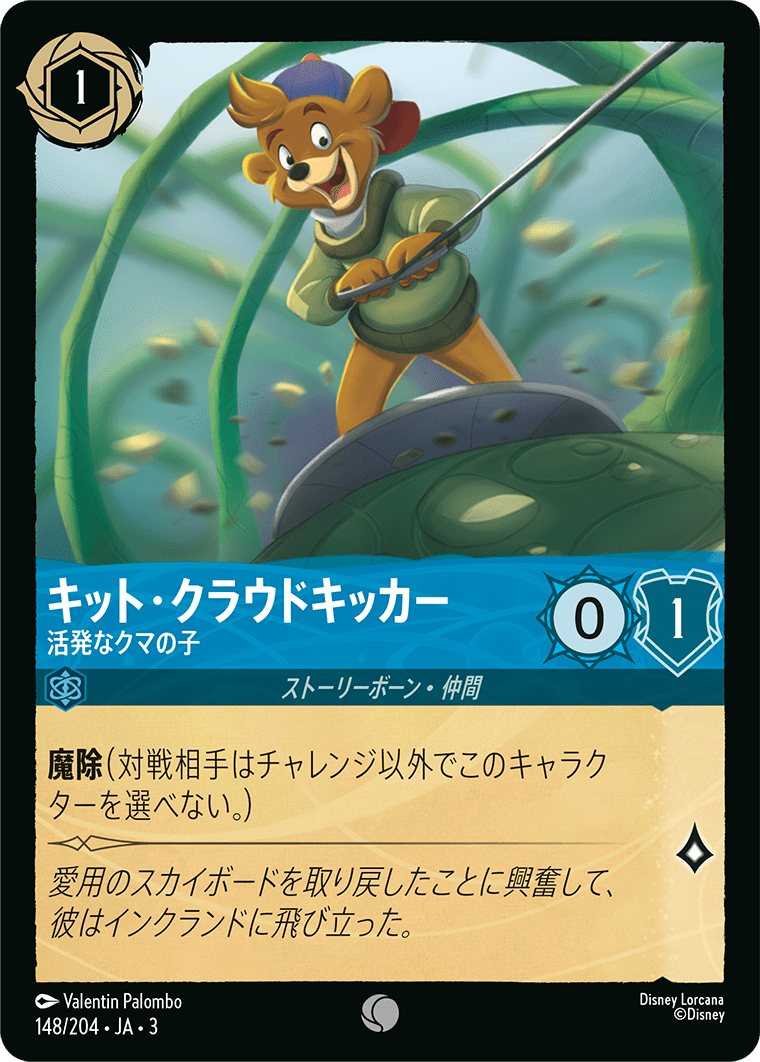 1
キット・クラウドキッカー
活発なクマの子
0
1
ストーリーボーン・仲間
魔除(対戦相手はチャレンジ以外でこのキャラク
ターを選べない。)
愛用のスカイボードを取り戻したことに興奮して、
彼はインクランドに飛び立った。
Valentin Palombo
148/204・JA・3
Disney Lorcana
©Disney